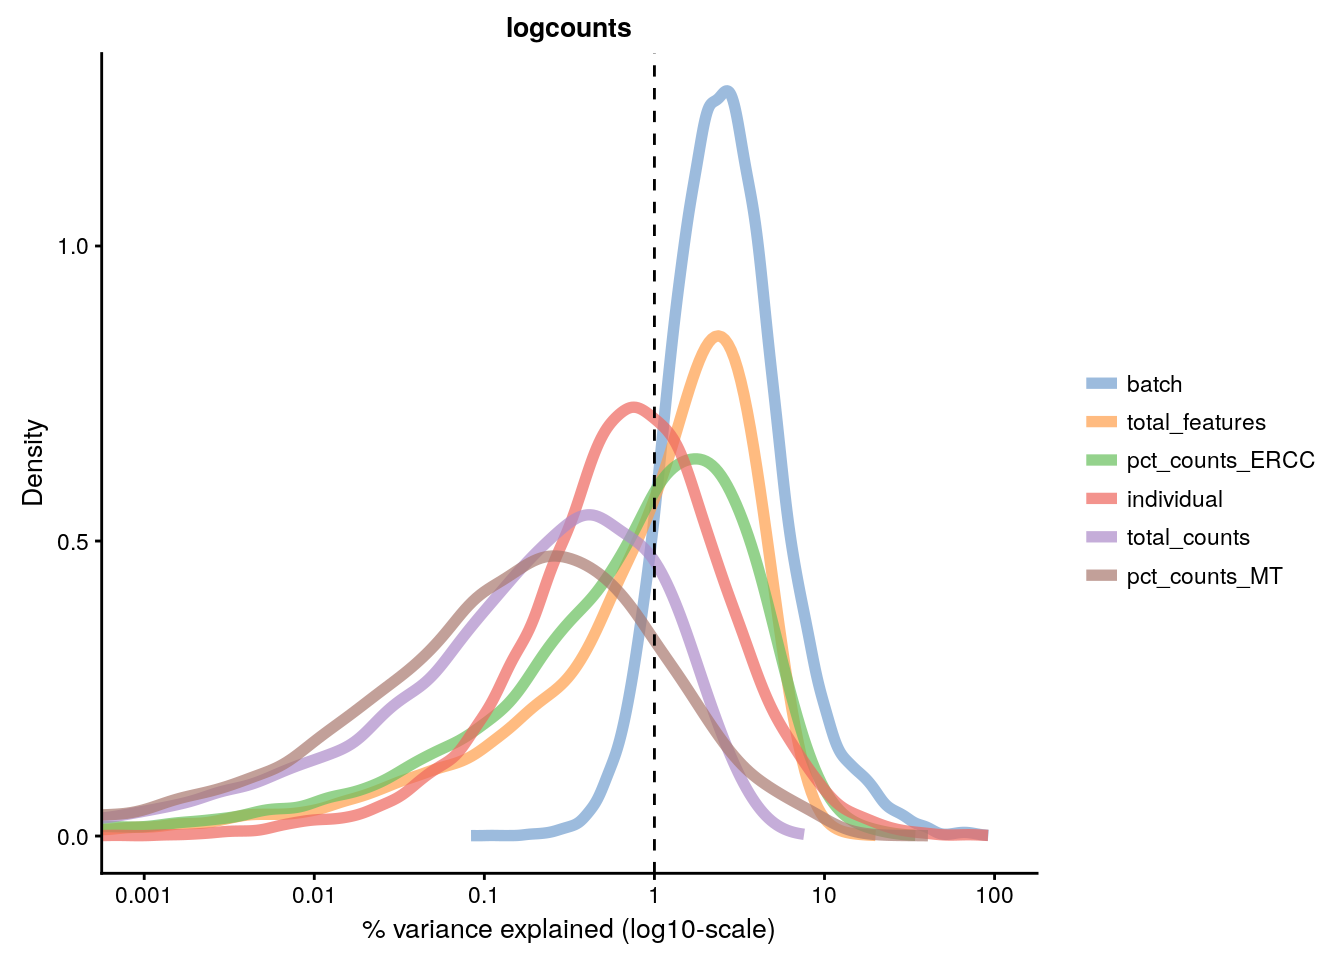 logcounts
1.0
0.5
0.0
Density
0.001 0.01 0.1 1 10 100
% variance explained (log10-scale)
batch
total_features
pct_counts_ERCC
individual
total_counts
pct_counts_MT